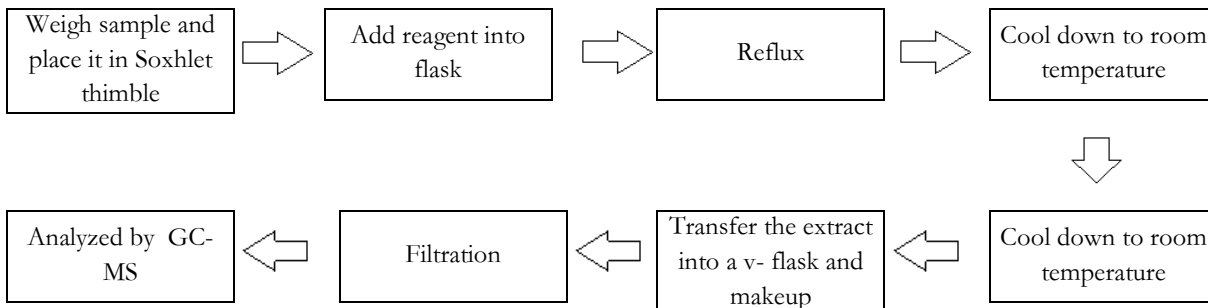 Weigh sample and
place it in Soxhlet
thimble
Add reagent into
flask
Reflux
Cool down to room
temperature
Cool down to room
temperature
Transfer the extract
into a v- flask and
makeup
Filtration
Analyzed by GC-
MS